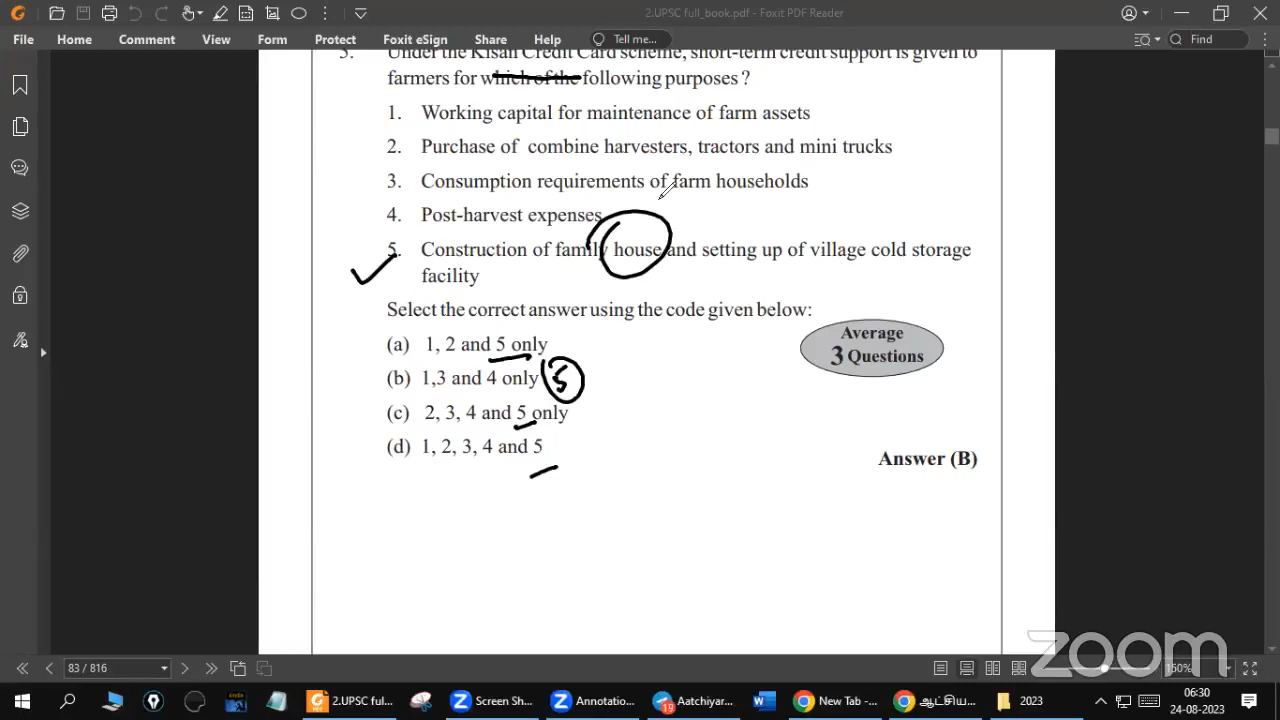 2.UPSC full_book.pdf - Foxit PDF Reader
File Home Comment View Form Protect Foxit eSign Share Help Tell me... Find
5. Under the Kisan Credit Card scheme, short-term credit support is given to
farmers for which of the following purposes ?
1. Working capital for maintenance of farm assets
2. Purchase of combine harvesters, tractors and mini trucks
3. Consumption requirements of farm households
4. Post-harvest expenses
5. Construction of family house and setting up of village cold storage
facility
Select the correct answer using the code given below:
(a) 1, 2 and 5 only
(b) 1,3 and 4 only 5
(c) 2, 3, 4 and 5 only
(d) 1, 2, 3, 4 and 5
Average
3 Questions
Answer (B)
zoom
83 / 816 150%
2.UPSC full... Screen Sh... Annotatio... 19 Aatchiyar... New Tab -... ஆட்சிய... 2023
06:30
24-08-2023